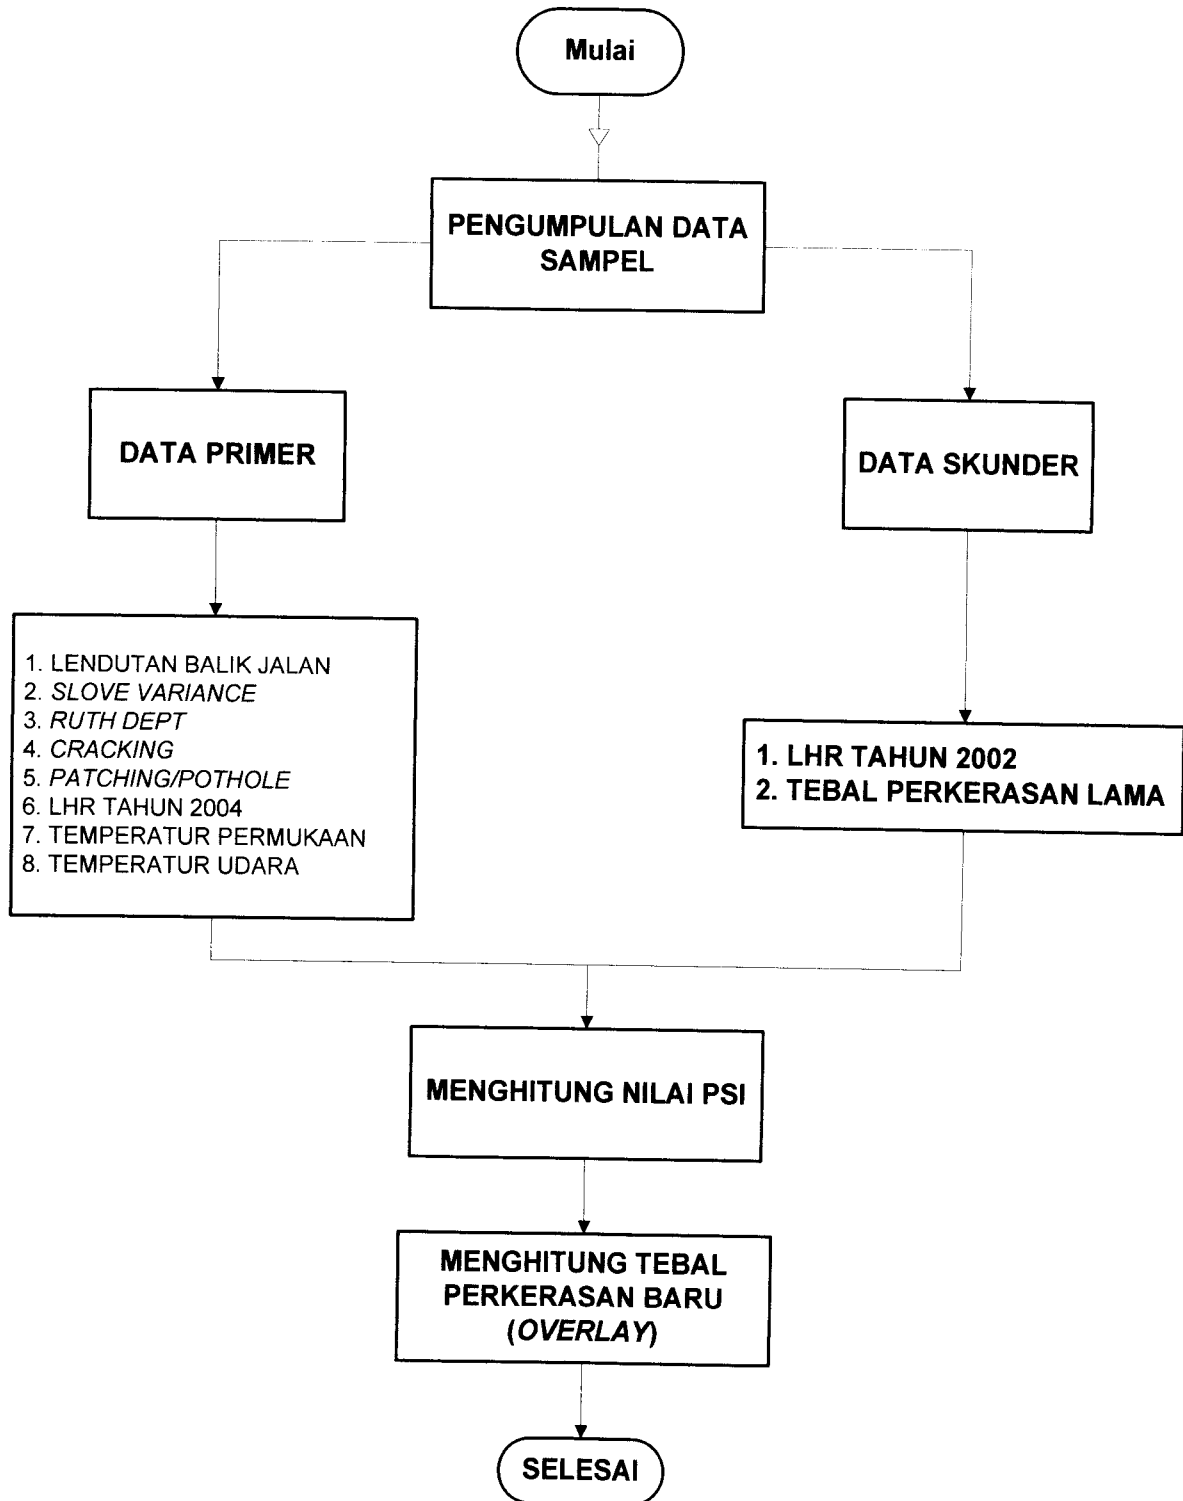 Mulai
PENGUMPULAN DATA
SAMPEL
DATA PRIMER
DATA SKUNDER
1. LENDUTAN BALIK JALAN
2. SLOVE VARIANCE
3. RUTH DEPT
4. CRACKING
5. PATCHING/POTHOLE
6. LHR TAHUN 2004
7. TEMPERATUR PERMUKAAN
8. TEMPERATUR UDARA
1. LHR TAHUN 2002
2. TEBAL PERKERASAN LAMA
MENGHITUNG NILAI PSI
MENGHITUNG TEBAL
PERKERASAN BARU
(OVERLAY)
SELESAI